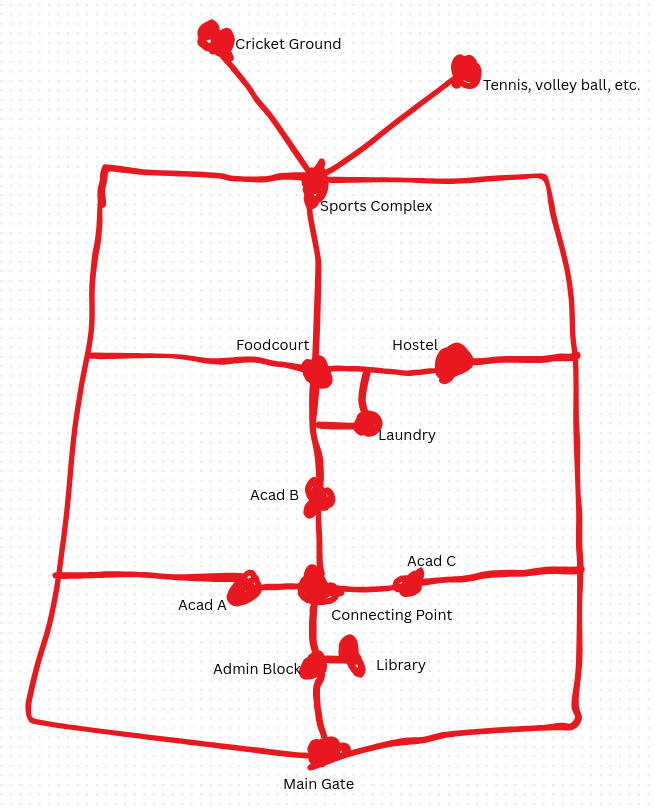 Cricket Ground
Tennis, volley ball, etc.
Sports Complex
Foodcourt
Hostel
Laundry
Acad B
Acad C
Acad A
Connecting Point
Admin Block
Library
Main Gate